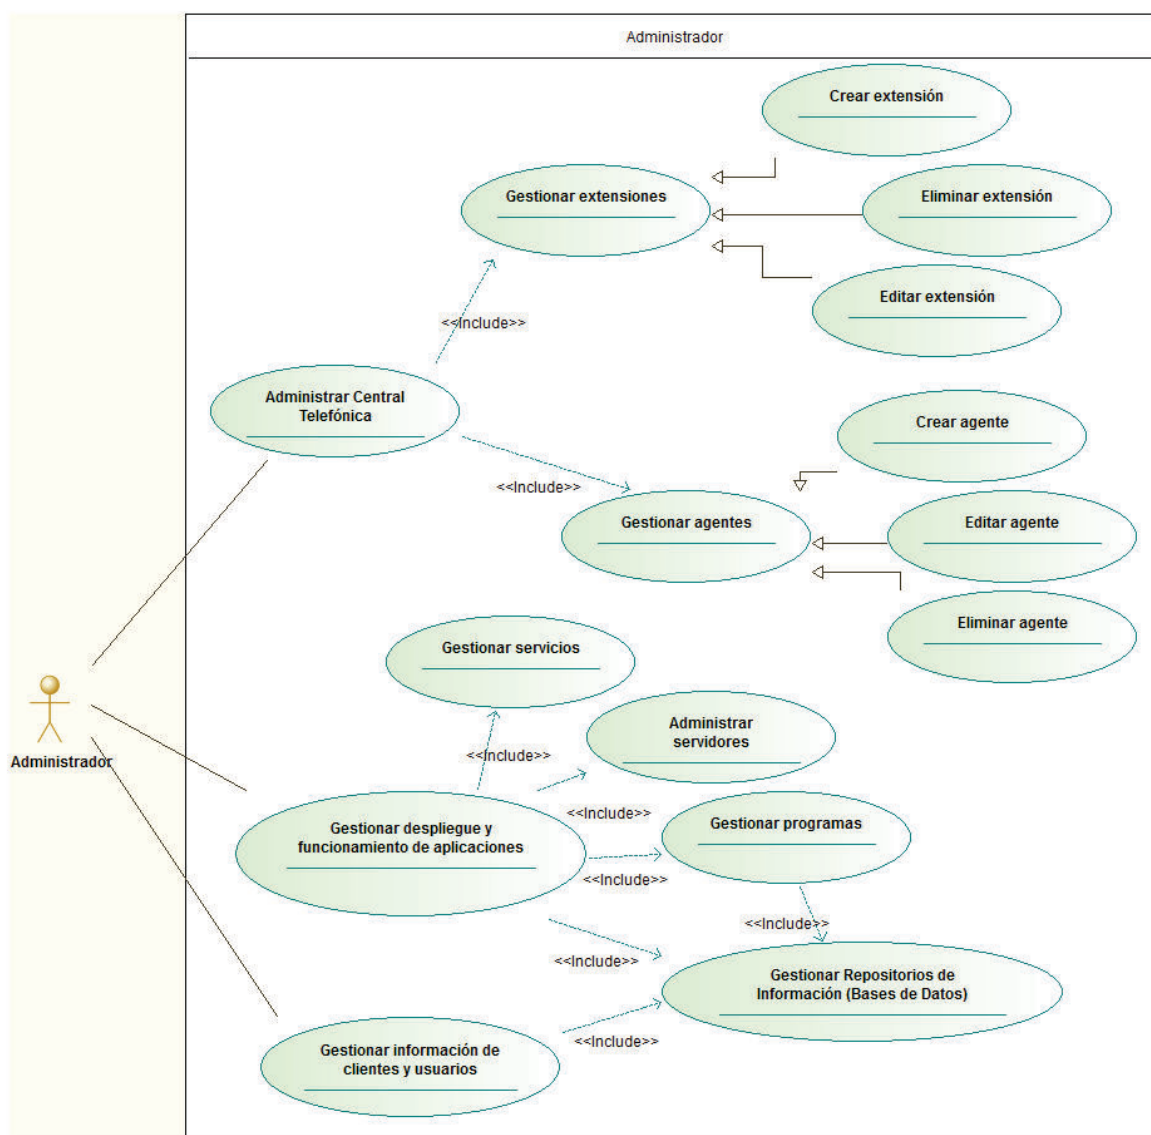 Administrador
Crear extensión
Gestionar extensiones
Eliminar extensión
Editar extensión
<<Include>>
Administrar Central
Telefónica
Crear agente
<<Include>>
Gestionar agentes
Editar agente
Eliminar agente
Gestionar servicios
Administrar
servidores
<<Include>>
Administrador
<<Include>>
Gestionar programas
Gestionar despliegue y
funcionamiento de aplicaciones
<<Include>>
<<Include>>
<<Include>>
Gestionar Repositorios de
Información (Bases de Datos)
<<Include>>
Gestionar información de
clientes y usuarios